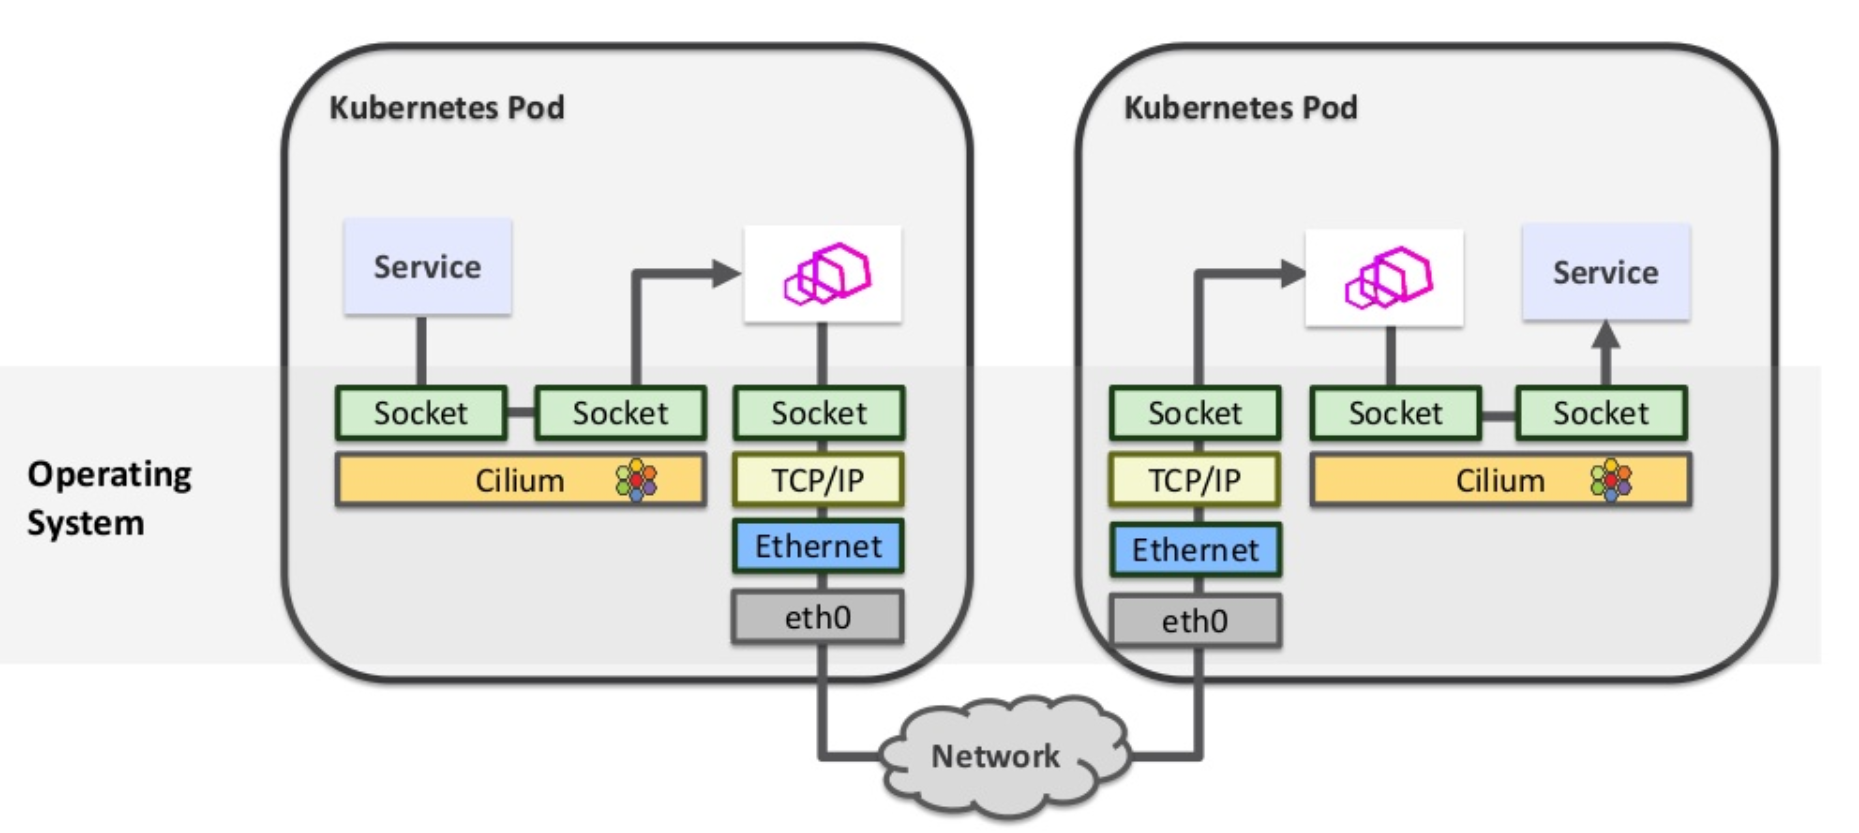 Kubernetes Pod
Service
Socket
Socket
Socket
Cilium
TCP/IP
Ethernet
eth0
Kubernetes Pod
Service
Socket
Socket
Socket
TCP/IP
Cilium
Ethernet
eth0
Operating
System
Network